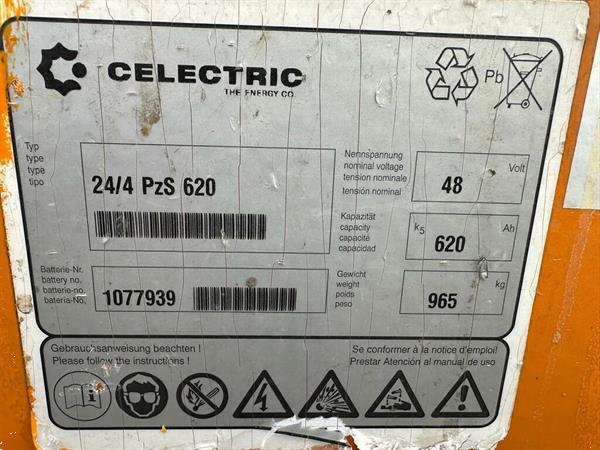 CELECTRIC
THE ENERGY CO.
Pb
Typ
type
type
tipo
24/4 PzS 620
Nennspannung
nominal voltage
tension nominale
tensión nominal
48
Volt
Kapazität
capacity
capacité
capacidad
k5
620
Ah
Batterie-Nr.
battery no.
batterie-no.
bateria-No.
1077939
Gewicht
weight
poids
peso
965
kg
Gebrauchsanweisung beachten !
Please follow the instructions !
Se conformer à la notice d'emploi!
Prestar Atención al manual de uso